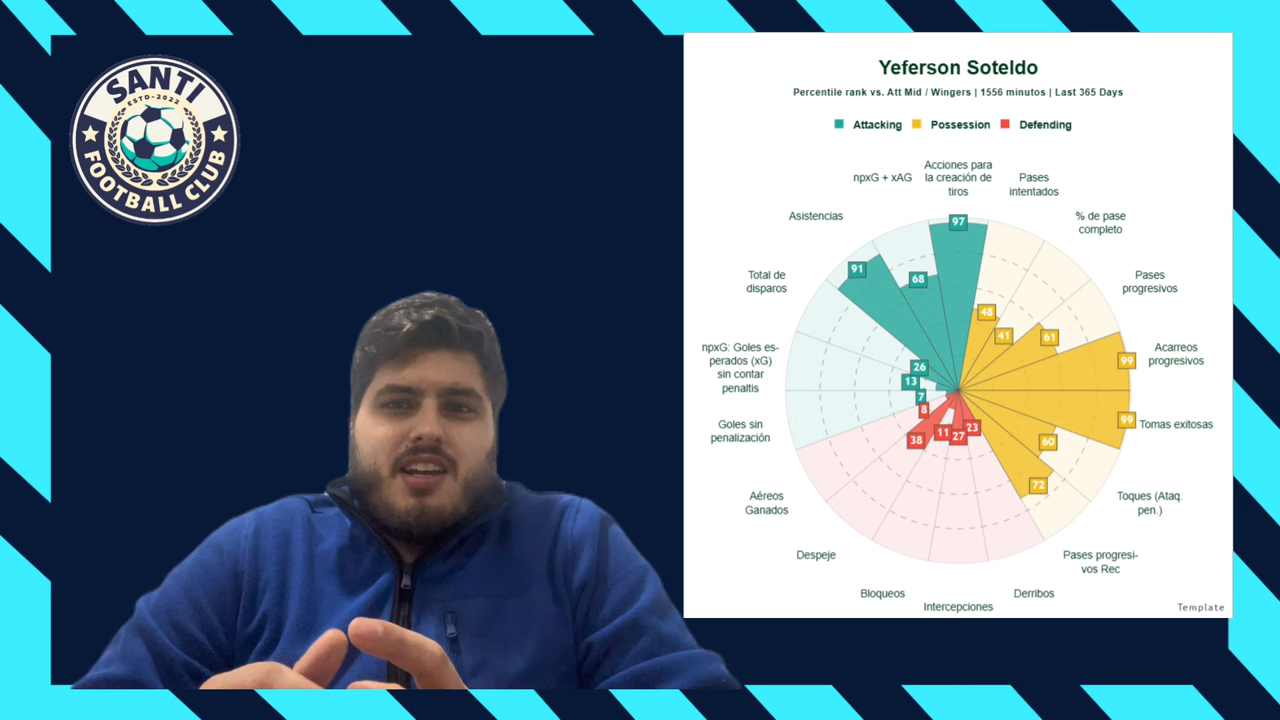 SANTI
ESTD-2022
FOOTBALL CLUB
Yeferson Soteldo
Percentile rank vs. Att Mid / Wingers | 1556 minutos | Last 365 Days
Attacking
Possession
Defending
Acciones para
la creación de
tiros
Pases
intentados
% de pase
completo
Pases
progresivos
Acarreos
progresivos
Tomas exitosas
Toques (Ataq.
pen.)
Pases progresi-
vos Rec
Derribos
Intercepciones
Bloqueos
Despeje
Aéreos
Ganados
Goles sin
penalización
npxG: Goles es-
perados (xG)
sin contar
penaltis
Total de
disparos
Asistencias
npxG + xAG
97
48
41
61
99
99
60
72
23
27
11
38
8
7
13
26
91
68
Template